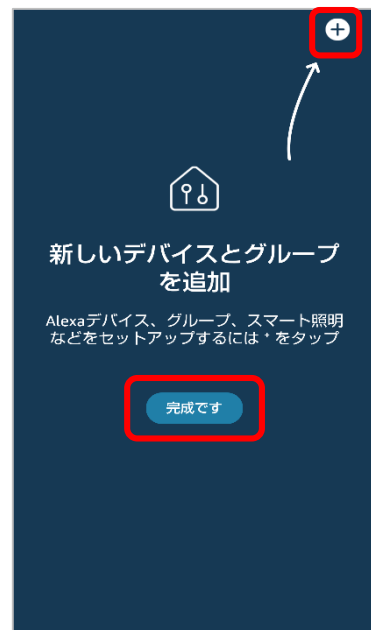 新しいデバイスとグループ
を追加
Alexaデバイス、グループ、スマート照明
などをセットアップするには + をタップ
完成です